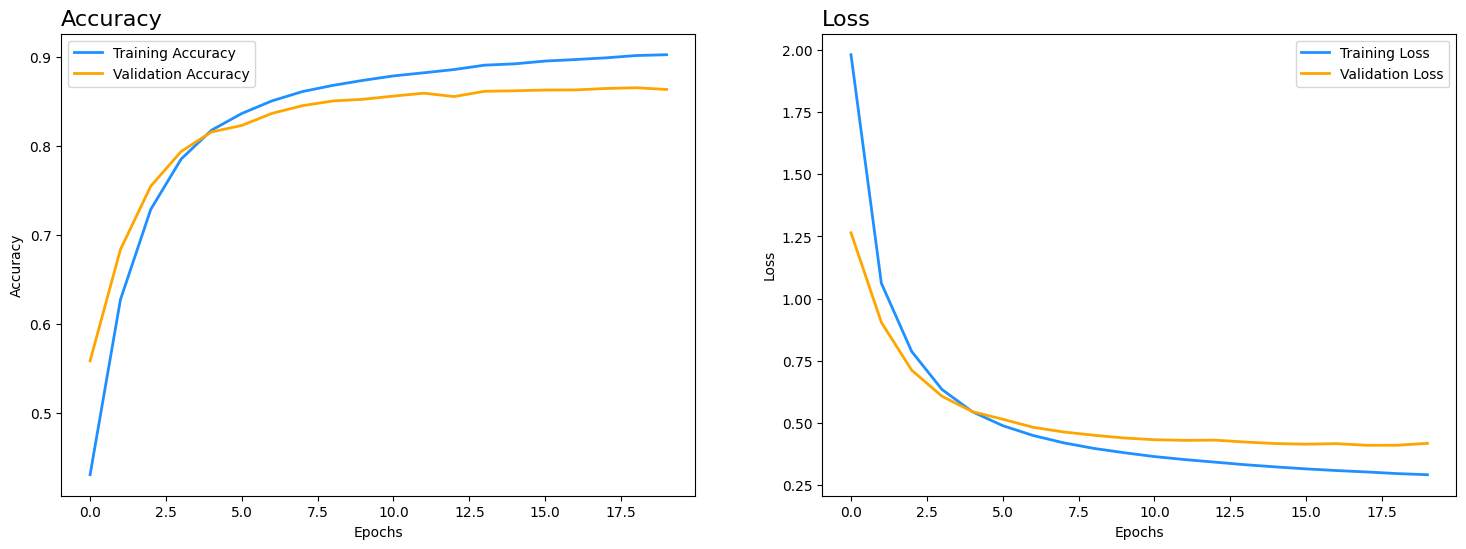 Accuracy
Training Accuracy
Validation Accuracy
0.9
0.8
0.7
0.6
0.5
Accuracy
0.0 2.5 5.0 7.5 10.0 12.5 15.0 17.5
Epochs
Loss
Training Loss
Validation Loss
2.00
1.75
1.50
1.25
1.00
0.75
0.50
0.25
Loss
0.0 2.5 5.0 7.5 10.0 12.5 15.0 17.5
Epochs